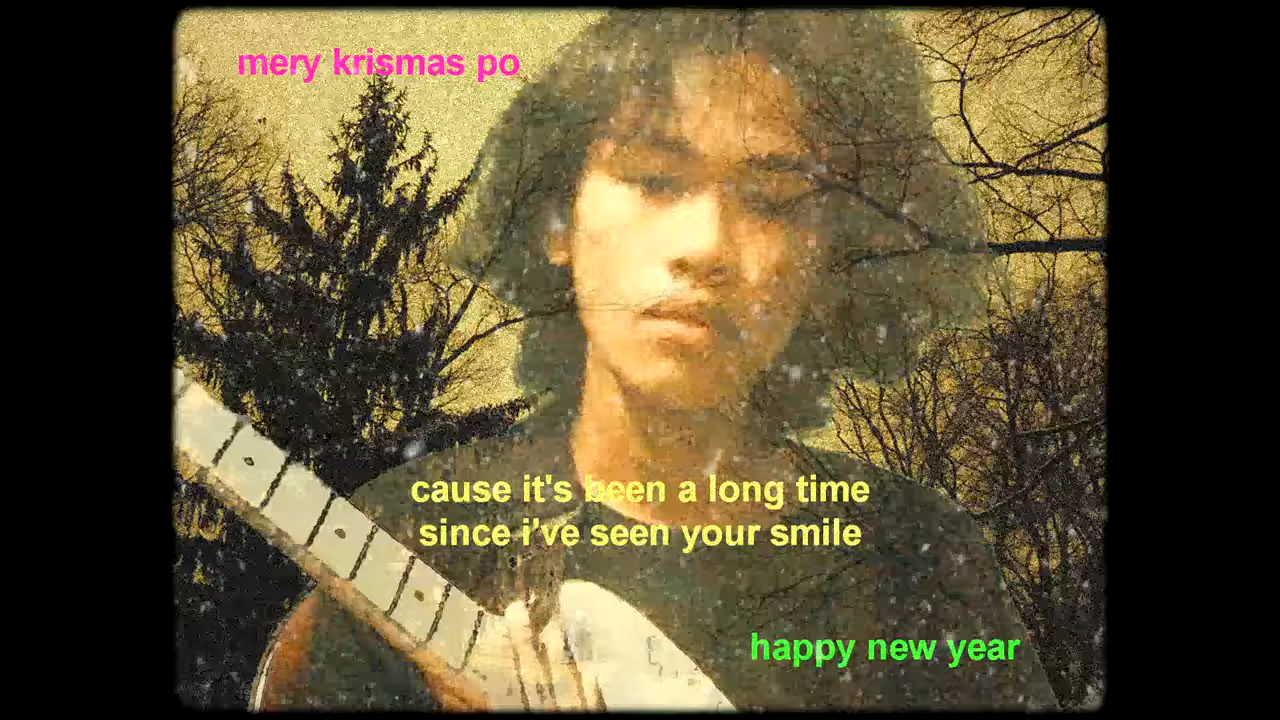 mery krismas po
cause it's been a long time
since i've seen your smile
happy new year